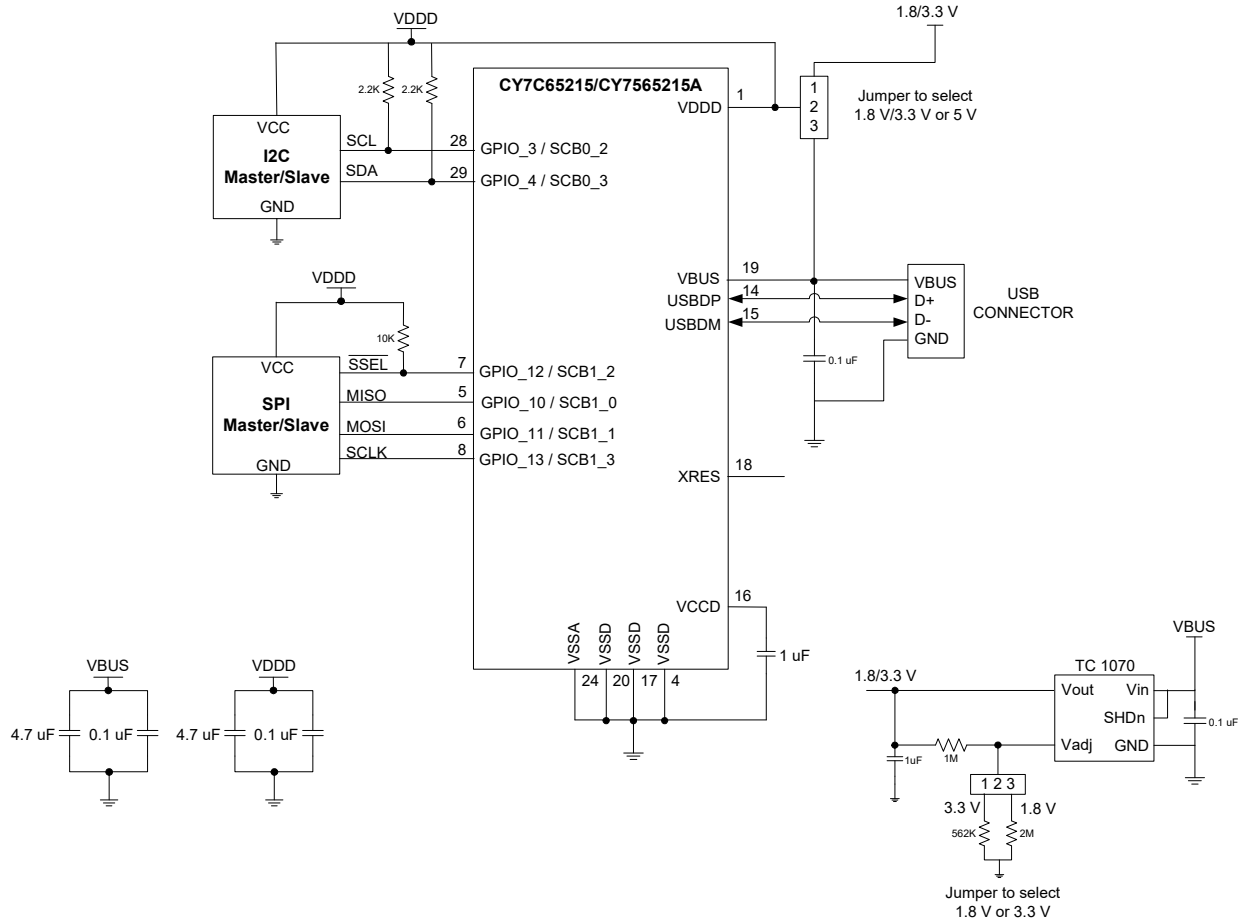 VDDD
1.8/3.3 V
2.2K
2.2K
CY7C65215/CY7565215A
VDDD
1
1
2
3
Jumper to select
1.8 V/3.3 V or 5 V
VCC
I2C
Master/Slave
GND
SCL
28
GPIO_3 / SCB0_2
SDA
29
GPIO_4 / SCB0_3
VDDD
10K
VCC
SPI
Master/Slave
GND
SSEL
7
GPIO_12 / SCB1_2
MISO
5
GPIO_10 / SCB1_0
MOSI
6
GPIO_11 / SCB1_1
SCLK
8
GPIO_13 / SCB1_3
VBUS
19
USBDP
14
USBDM
15
VBUS
D+
D-
GND
USB
CONNECTOR
0.1 uF
XRES
18
VCCD
16
1 uF
VSSA
VSSD
VSSD
VSSD
24
20
17
4
VBUS
4.7 uF
0.1 uF
VDDD
4.7 uF
0.1 uF
VBUS
TC 1070
1.8/3.3 V
Vout
Vin
SHDn
Vadj
GND
0.1 uF
1uF
1M
1 2 3
3.3 V
1.8 V
562K
2M
Jumper to select
1.8 V or 3.3 V